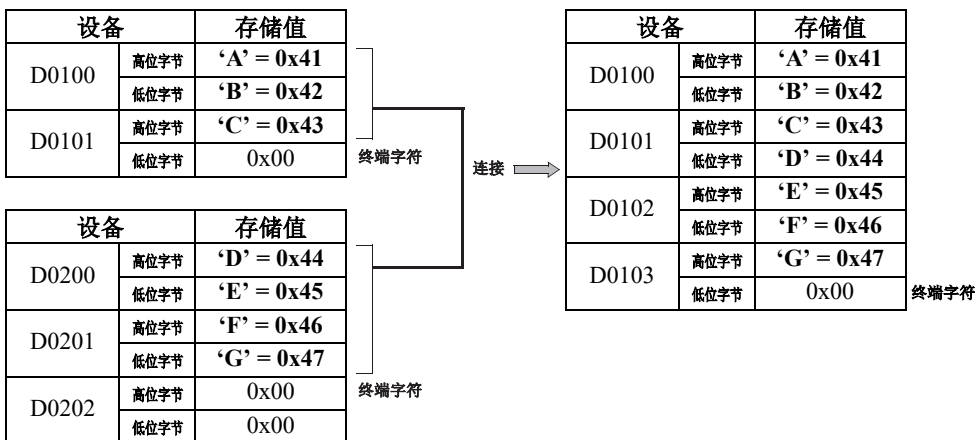 设备 存储值
D0100 高位字节 ‘A’ = 0x41
低位字节 ‘B’ = 0x42
D0101 高位字节 ‘C’ = 0x43
低位字节 0x00 终端字符
设备 存储值
D0200 高位字节 ‘D’ = 0x44
低位字节 ‘E’ = 0x45
D0201 高位字节 ‘F’ = 0x46
低位字节 ‘G’ = 0x47
D0202 高位字节 0x00 终端字符
低位字节 0x00
连接
设备 存储值
D0100 高位字节 ‘A’ = 0x41
低位字节 ‘B’ = 0x42
D0101 高位字节 ‘C’ = 0x43
低位字节 ‘D’ = 0x44
D0102 高位字节 ‘E’ = 0x45
低位字节 ‘F’ = 0x46
D0103 高位字节 ‘G’ = 0x47
低位字节 0x00 终端字符